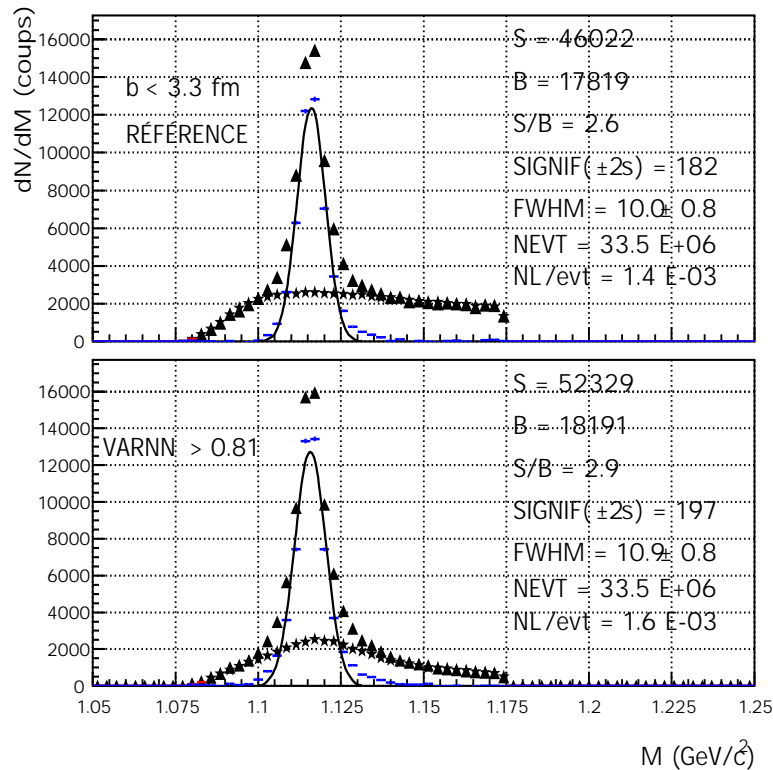 dN/dM (coups)
16000
14000
12000
10000
8000
6000
4000
2000
0
b < 3.3 fm
RÉFÉRENCE
S = 46022
B = 17819
S/B = 2.6
SIGNIF( ±2s) = 182
FWHM = 10.0± 0.8
NEVT = 33.5 E+06
NL/evt = 1.4 E-03
16000
14000
12000
10000
8000
6000
4000
2000
0
VARNN > 0.81
S = 52329
B = 18191
S/B = 2.9
SIGNIF( ±2s) = 197
FWHM = 10.9± 0.8
NEVT = 33.5 E+06
NL/evt = 1.6 E-03
1.05 1.075 1.1 1.125 1.15 1.175 1.2 1.225 1.25
M (GeV/c²)